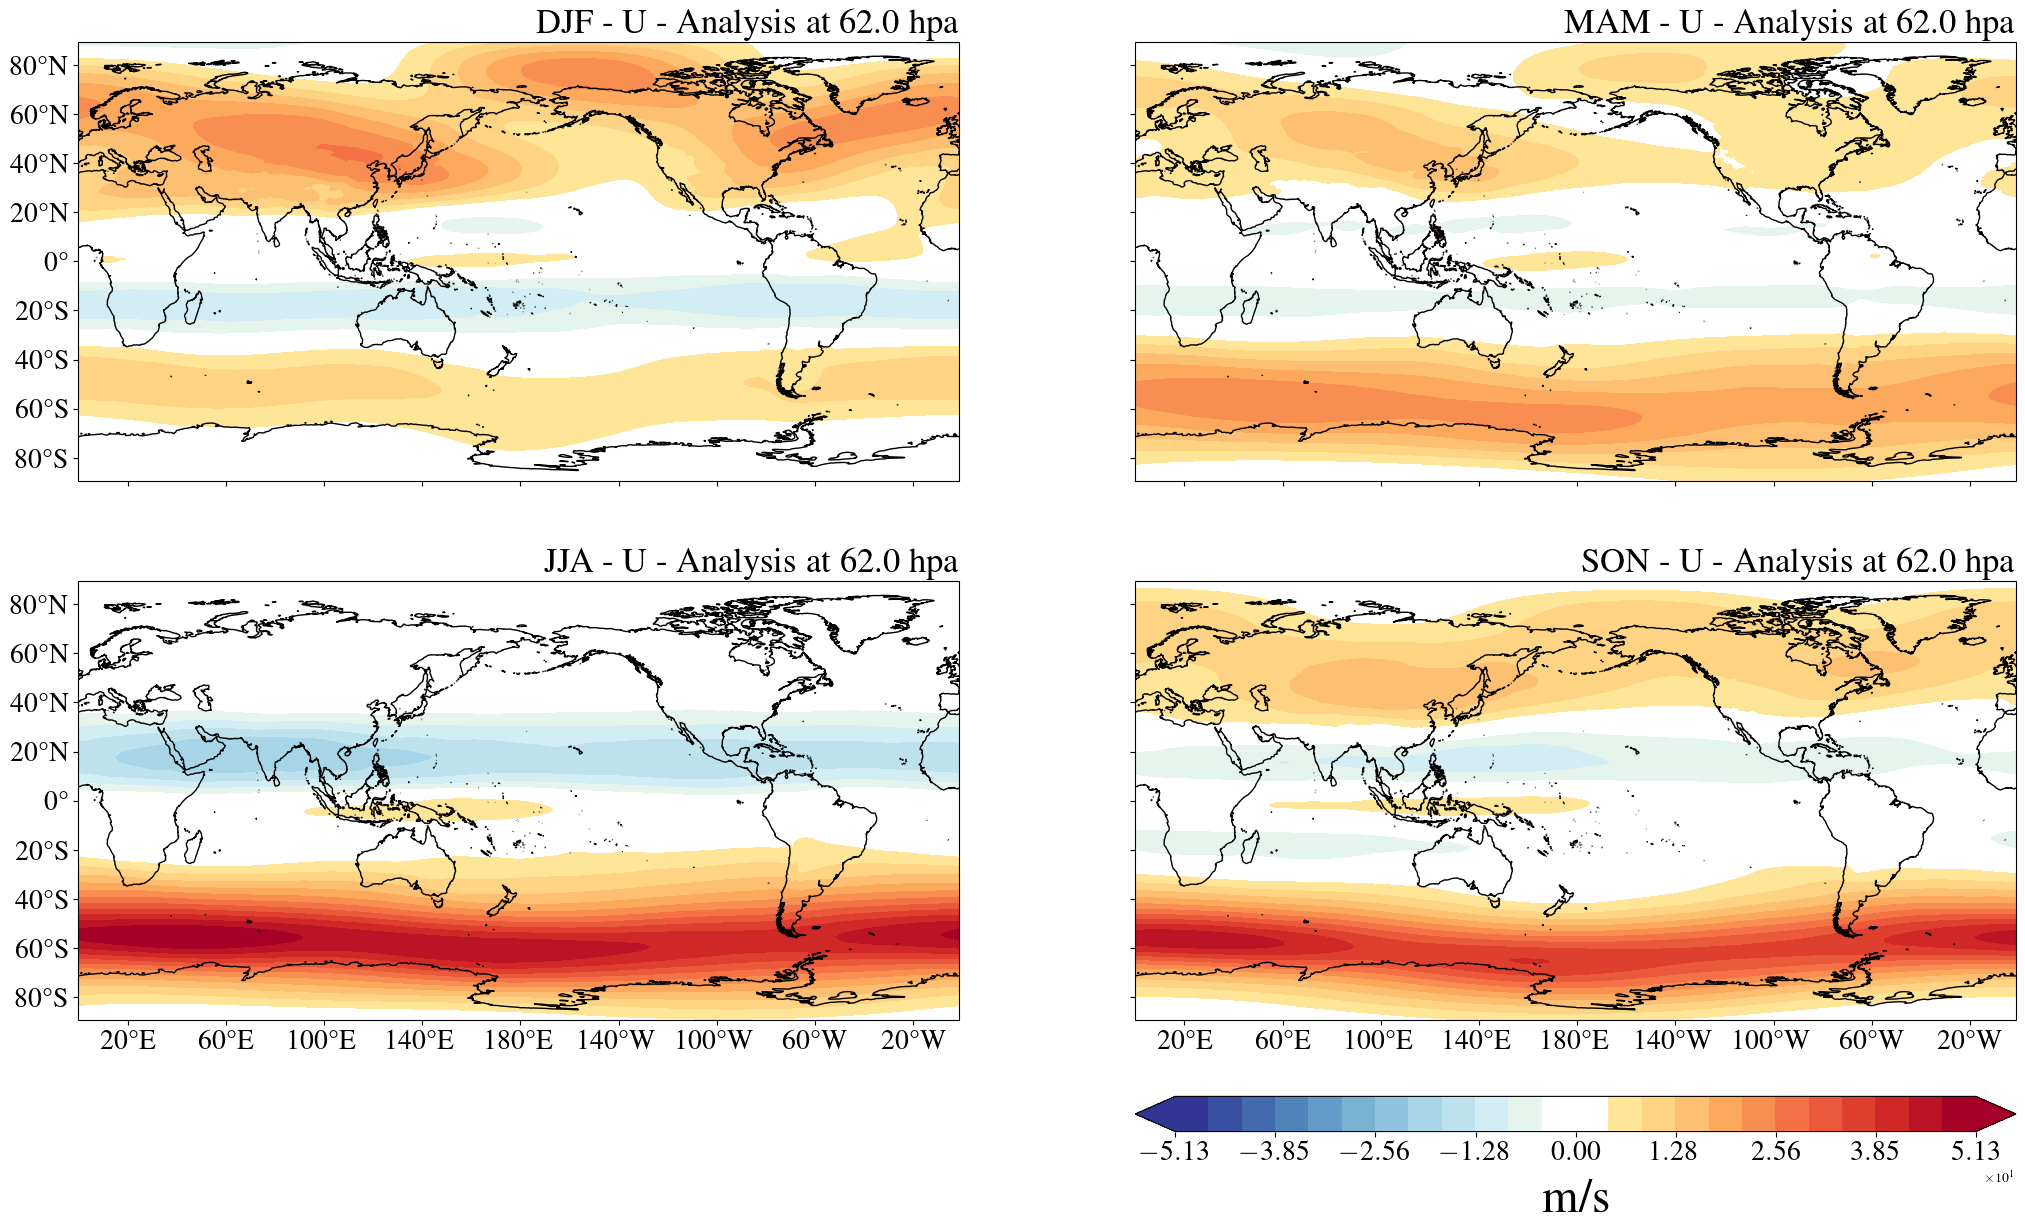 DJF - U - Analysis at 62.0 hpa
MAM - U - Analysis at 62.0 hpa
80°N
60°N
40°N
20°N
0°
20°S
40°S
60°S
80°S
JJA - U - Analysis at 62.0 hpa
SON - U - Analysis at 62.0 hpa
80°N
60°N
40°N
20°N
0°
20°S
40°S
60°S
80°S
20°E 60°E 100°E 140°E 180°E 140°W 100°W 60°W 20°W
20°E 60°E 100°E 140°E 180°E 140°W 100°W 60°W 20°W
−5.13 −3.85 −2.56 −1.28 0.00 1.28 2.56 3.85 5.13
×10¹
m/s